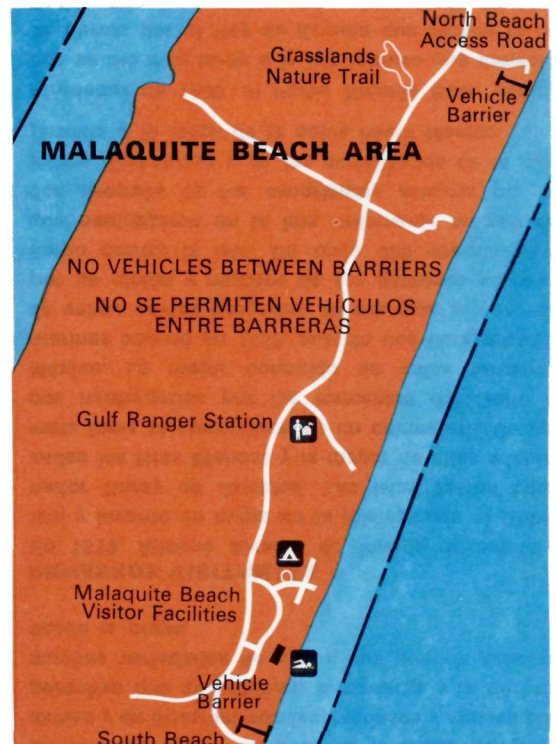 North Beach
Access Road
Grasslands
Nature Trail
Vehicle
Barrier
MALAQUITE BEACH AREA
NO VEHICLES BETWEEN BARRIERS
NO SE PERMITEN VEHÍCULOS
ENTRE BARRERAS
Gulf Ranger Station
Malaquite Beach
Visitor Facilities
Vehicle
Barrier
South Beach